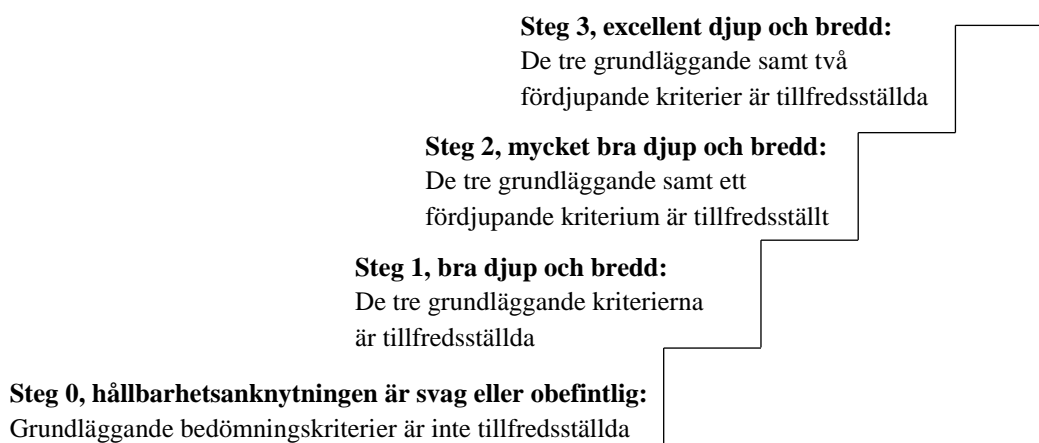 Steg 3, excellent djup och bredd:
De tre grundläggande samt två
fördjupande kriterier är tillfredsställda
Steg 2, mycket bra djup och bredd:
De tre grundläggande samt ett
fördjupande kriterium är tillfredsställt
Steg 1, bra djup och bredd:
De tre grundläggande kriterierna
är tillfredsställda
Steg 0, hållbarhetsanknytningen är svag eller obefintlig:
Grundläggande bedömningskriterier är inte tillfredsställda